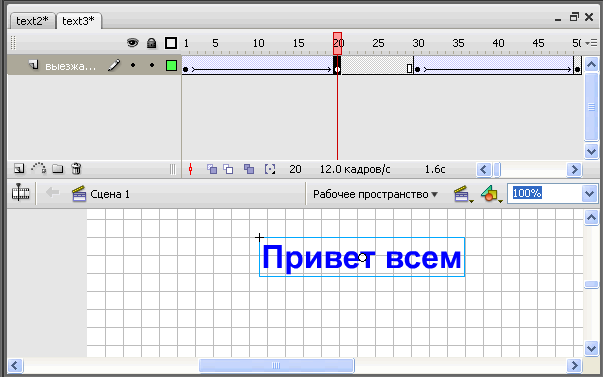 text2* text3*
1 5 10 15 20 25 30 35 40 45 50
выезжа...
20 12.0 кадров/с 1.6с
Сцена 1 Рабочее пространство 100%
Привет всем